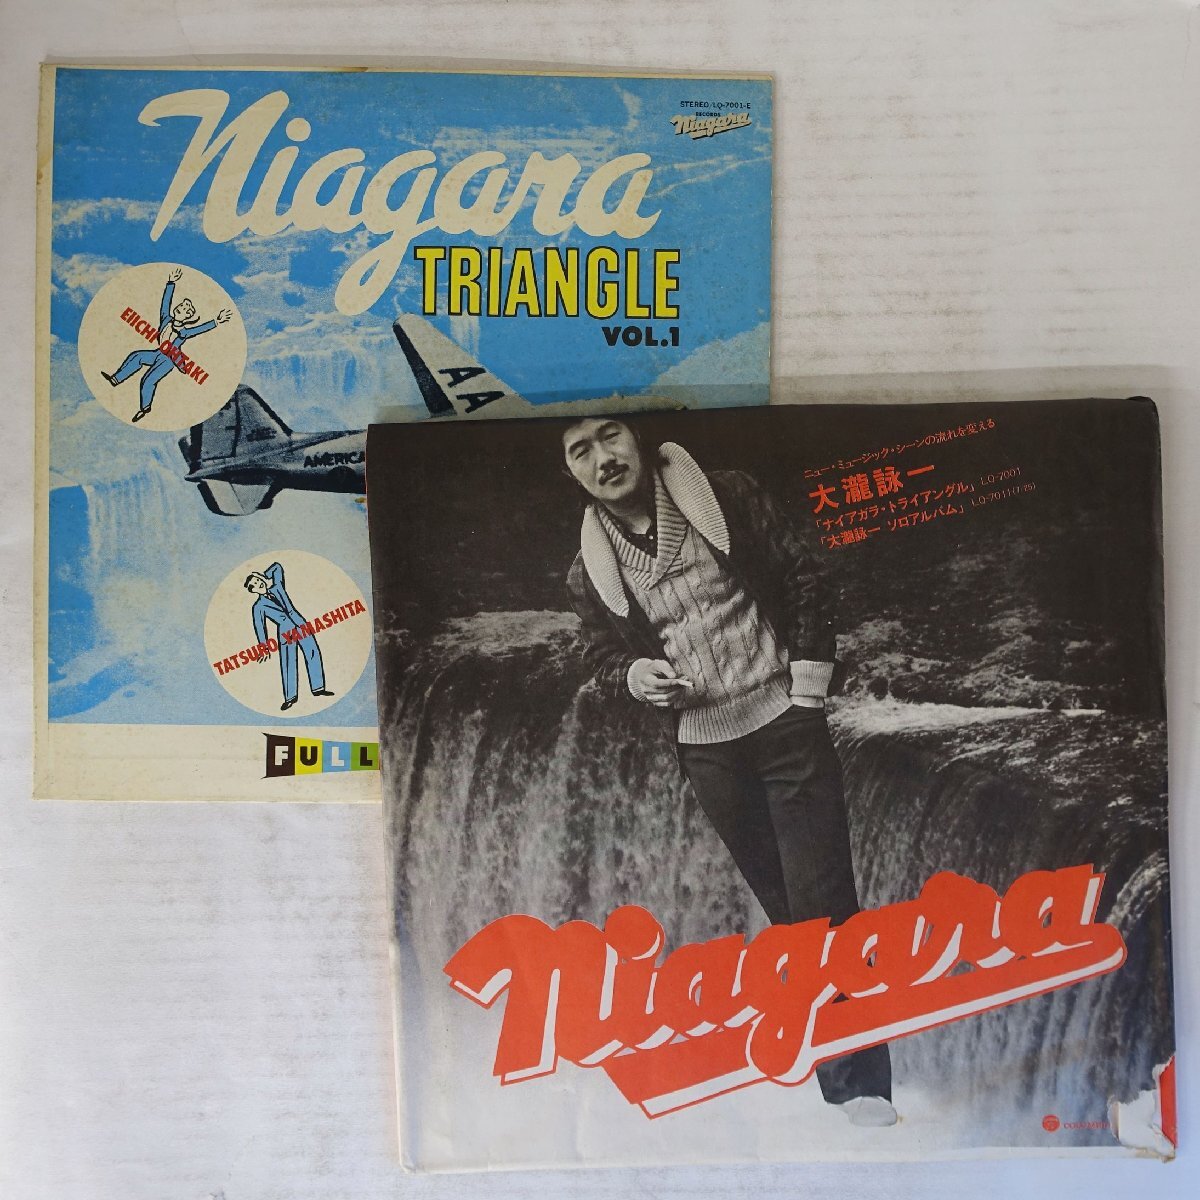 STEREO/LQ-7001-E
RECORDS
Niagara
Niagara
TRIANGLE
VOL.1
EIICHI OHTAKI
AA
AMERICA
TATSURO YAMASHITA
FULL
ニュー・ミュージック・シーンの流れを変える
大瀧詠一
「ナイアガラ・トライアングル」LQ-7001
「大瀧詠一 ソロアルバム」LQ-7011(7/25)
Niagara